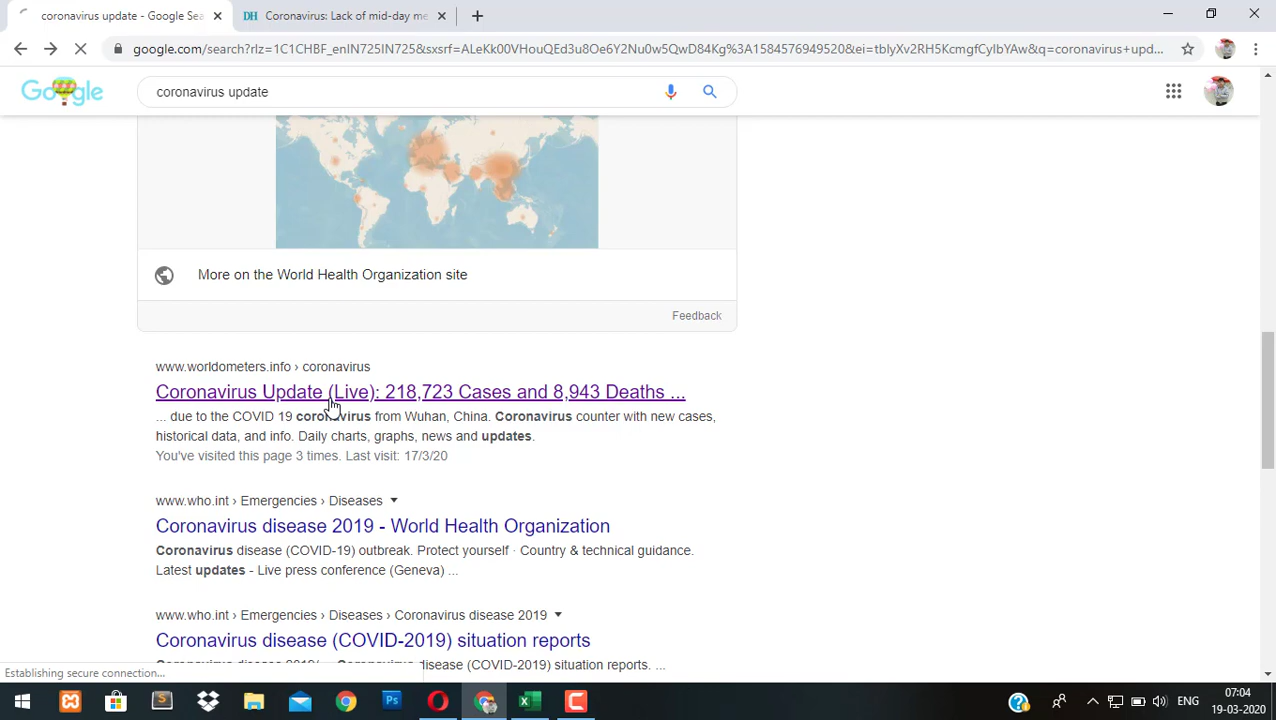 coronavirus update - Google Sea
DH Coronavirus: Lack of mid-day me
google.com/search?rlz=1C1CHBF_enIN725IN725&sxsrf=ALeKk00VHouQEd3u8Oe6Y2Nu0w5QwD84Kg%3A1584576949520&ei=tblyXv2RH5KcmgfCylbYAw&q=coronavirus+upd...
Google
coronavirus update
More on the World Health Organization site
Feedback
www.worldometers.info › coronavirus
Coronavirus Update (Live): 218,723 Cases and 8,943 Deaths ...
... due to the COVID 19 coronavirus from Wuhan, China. Coronavirus counter with new cases,
historical data, and info. Daily charts, graphs, news and updates.
You've visited this page 3 times. Last visit: 17/3/20
www.who.int › Emergencies › Diseases
Coronavirus disease 2019 - World Health Organization
Coronavirus disease (COVID-19) outbreak. Protect yourself · Country & technical guidance.
Latest updates - Live press conference (Geneva) ...
www.who.int › Emergencies › Diseases › Coronavirus disease 2019
Coronavirus disease (COVID-2019) situation reports
disease (COVID-2019) situation reports. ...
Establishing secure connection...
S
Ps
ENG
07:04
19-03-2020